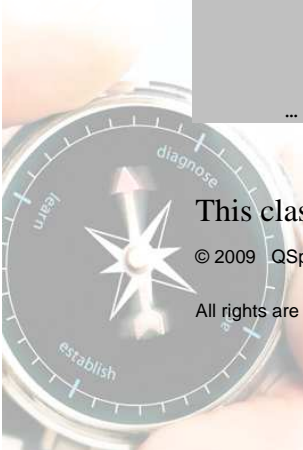 ...
diagnose
learn
This clas
© 2009 QSp
All rights are
establish